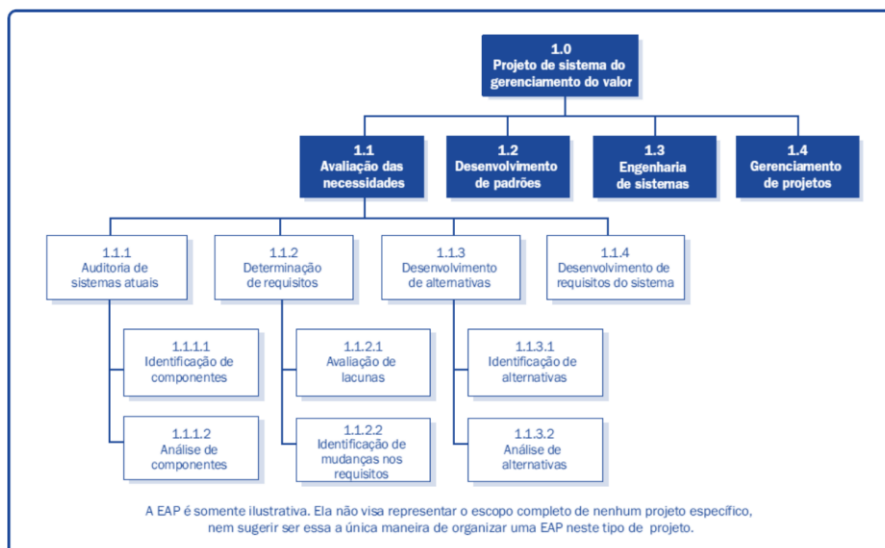 1.0
Projeto de sistema do
gerenciamento do valor
1.1
Avaliação das
necessidades
1.2
Desenvolvimento
de padrões
1.3
Engenharia
de sistemas
1.4
Gerenciamento
de projetos
1.1.1
Auditoria de
sistemas atuais
1.1.2
Determinação
de requisitos
1.1.3
Desenvolvimento
de alternativas
1.1.4
Desenvolvimento de
requisitos do sistema
1.1.1.1
Identificação de
componentes
1.1.2.1
Avaliação de
lacunas
1.1.3.1
Identificação de
alternativas
1.1.1.2
Análise de
componentes
1.1.2.2
Identificação de
mudanças nos
requisitos
1.1.3.2
Análise de
alternativas
A EAP é somente ilustrativa. Ela não visa representar o escopo completo de nenhum projeto específico,
nem sugerir ser essa a única maneira de organizar uma EAP neste tipo de projeto.